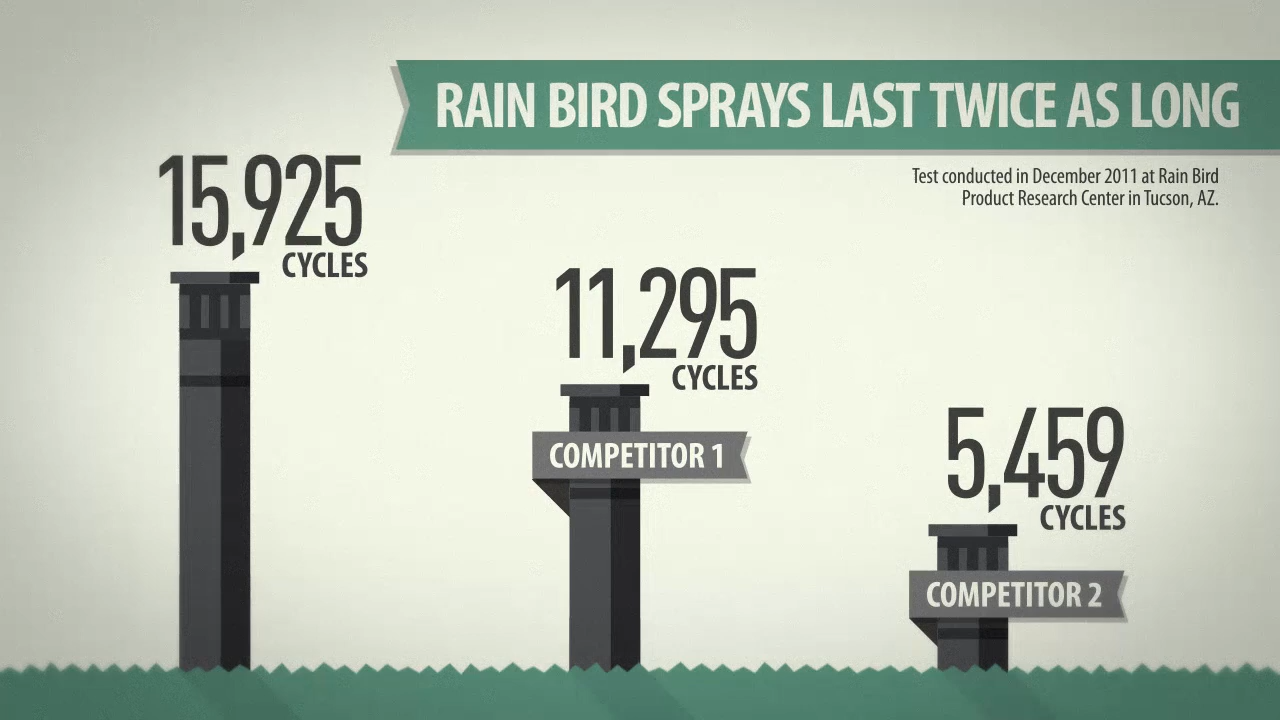 RAIN BIRD SPRAYS LAST TWICE AS LONG
Test conducted in December 2011 at Rain Bird
Product Research Center in Tucson, AZ.
15,925
CYCLES
11,295
CYCLES
COMPETITOR 1
5,459
CYCLES
COMPETITOR 2